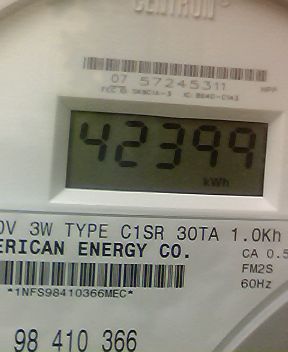 CENTRON®
07 57245311
42399
kWh
0V 3W TYPE C1SR 30TA 1.0Kh
ERICAN ENERGY CO.
CA 0.5
FM2S
60Hz
*1NFS98410366MEC*
98 410 366